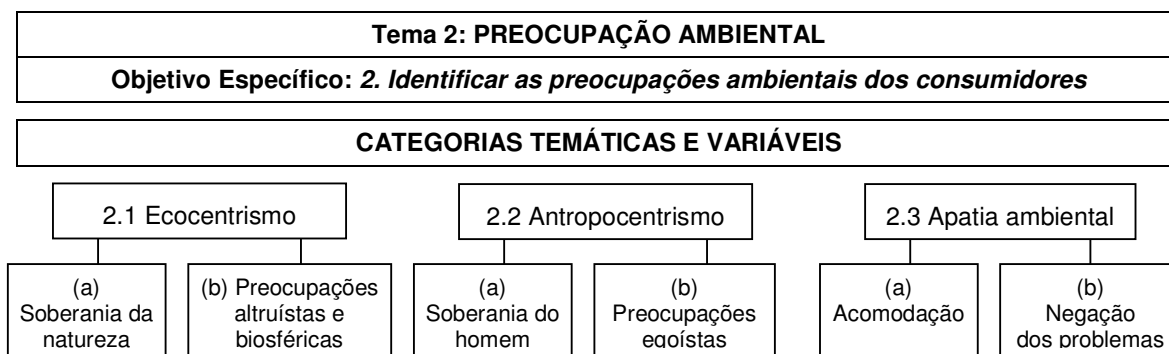 Tema 2: PREOCUPAÇÃO AMBIENTAL
Objetivo Específico: 2. Identificar as preocupações ambientais dos consumidores
CATEGORIAS TEMÁTICAS E VARIÁVEIS
2.1 Ecocentrismo
(a)
Soberania da
natureza
(b) Preocupações
altruístas e
biosféricas
2.2 Antropocentrismo
(a)
Soberania do
homem
(b)
Preocupações
egoístas
2.3 Apatia ambiental
(a)
Acomodação
(b)
Negação
dos problemas